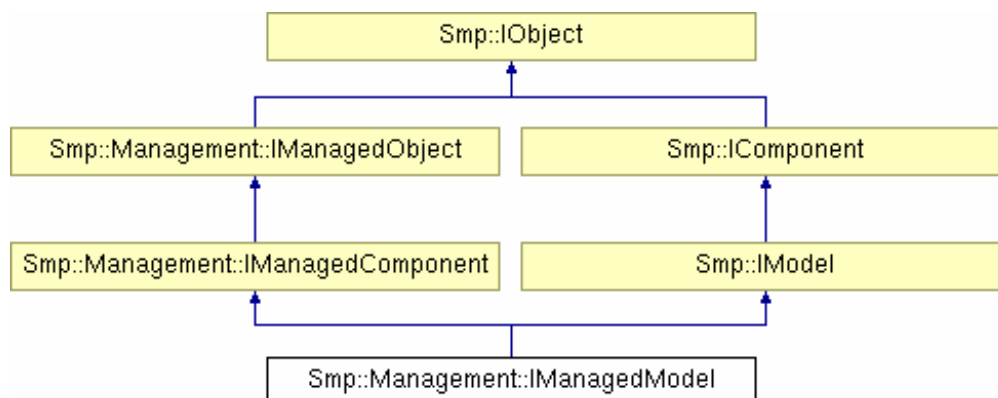 Smp::IObject
Smp::Management::IManagedObject
Smp::IComponent
Smp::Management::IManagedComponent
Smp::IModel
Smp::Management::IManagedModel